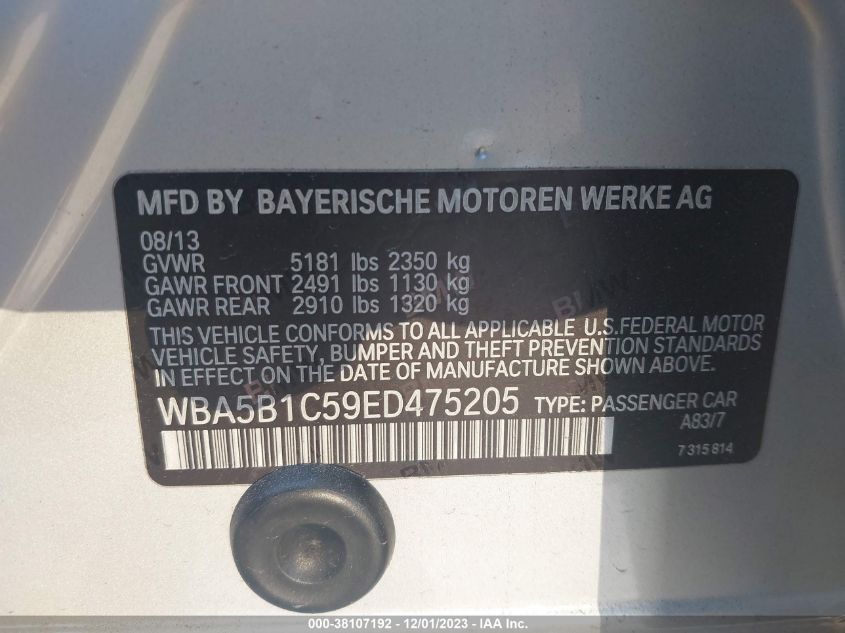 MFD BY BAYERISCHE MOTOREN WERKE AG
08/13
GVWR 5181 lbs 2350 kg
GAWR FRONT 2491 lbs 1130 kg
GAWR REAR 2910 lbs 1320 kg
THIS VEHICLE CONFORMS TO ALL APPLICABLE U.S.FEDERAL MOTOR
VEHICLE SAFETY, BUMPER AND THEFT PREVENTION STANDARDS
IN EFFECT ON THE DATE OF MANUFACTURE SHOWN ABOVE.
WBA5B1C59ED475205 TYPE: PASSENGER CAR
A83/7
7 315 814
000-38107192 - 12/01/2023 - © IAA, Inc.